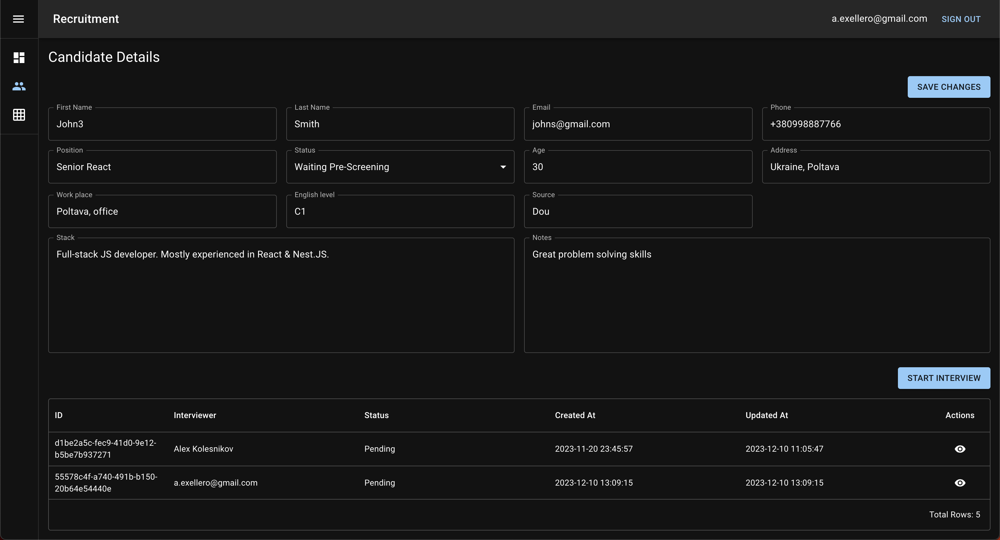 Recruitment
a.exellero@gmail.com SIGN OUT
Candidate Details
SAVE CHANGES
First Name Last Name Email Phone
John3 Smith johns@gmail.com +380998887766
Position Status Age Address
Senior React Waiting Pre-Screening 30 Ukraine, Poltava
Work place English level Source
Poltava, office C1 Dou
Stack Notes
Full-stack JS developer. Mostly experienced in React & Nest.JS. Great problem solving skills
START INTERVIEW
ID Interviewer Status Created At Updated At Actions
d1be2a5c-fec9-41d0-9e12-
b5be7b937271
Alex Kolesnikov Pending 2023-11-20 23:45:57 2023-12-10 11:05:47
55578c4f-a740-491b-b150-
20b64e54440e
a.exellero@gmail.com Pending 2023-12-10 13:09:15 2023-12-10 13:09:15
Total Rows: 5